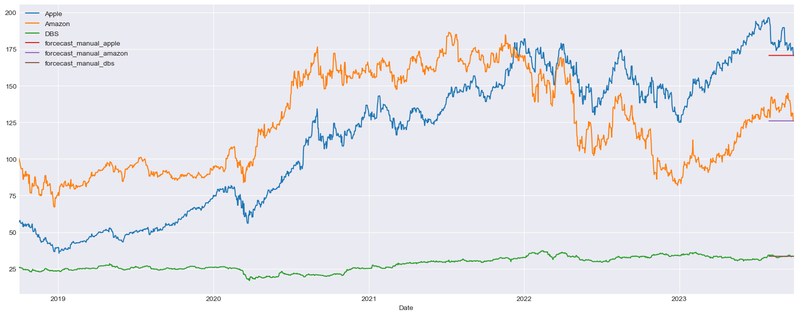 200
175
150
125
100
75
50
25
Apple
Amazon
DBS
forcecast_manual_apple
forecast_manual_amazon
forecast_manual_dbs
2019
2020
2021
2022
2023
Date